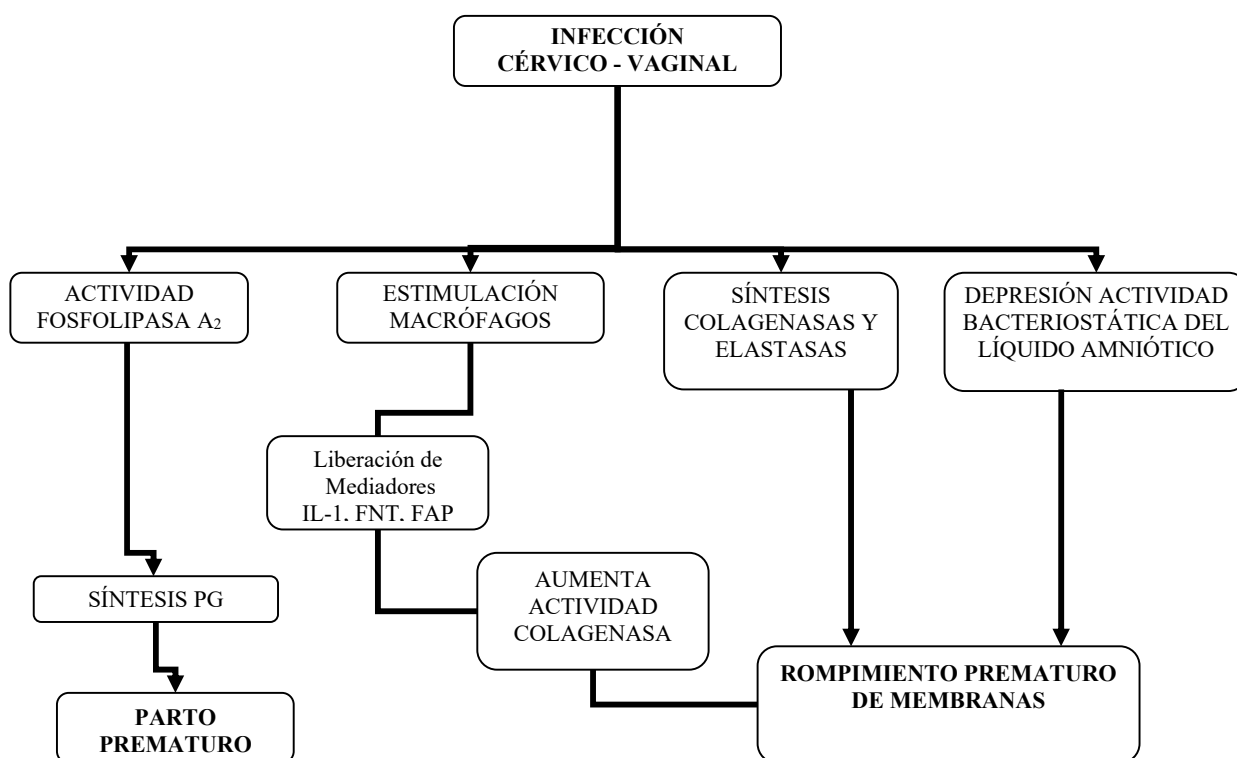 INFECCIÓN
CÉRVICO - VAGINAL
ACTIVIDAD
FOSFOLIPASA A₂
ESTIMULACIÓN
MACRÓFAGOS
SÍNTESIS
COLAGENASAS Y
ELASTASAS
DEPRESIÓN ACTIVIDAD
BACTERIOSTÁTICA DEL
LÍQUIDO AMNIÓTICO
Liberación de
Mediadores
IL-1, FNT, FAP
SÍNTESIS PG
AUMENTA
ACTIVIDAD
COLAGENASA
ROMPIMIENTO PREMATURO
DE MEMBRANAS
PARTO
PREMATURO